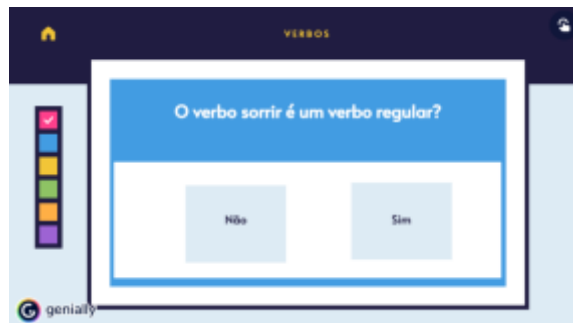 VERBOS
O verbo sorrir é um verbo regular?
Não
Sim
genially